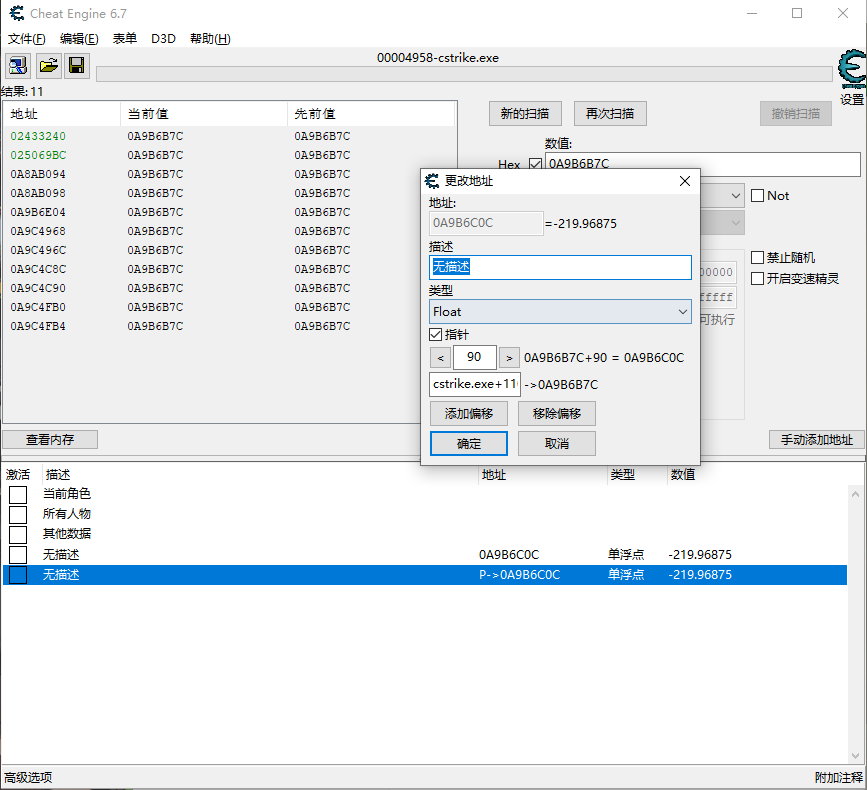 Cheat Engine 6.7
文件(F) 编辑(E) 表单 D3D 帮助(H)
00004958-cstrike.exe
设置
结果: 11
地址 当前值 先前值
02433240 0A9B6B7C 0A9B6B7C
025069BC 0A9B6B7C 0A9B6B7C
0A8AB094 0A9B6B7C 0A9B6B7C
0A8AB098 0A9B6B7C 0A9B6B7C
0A9B6E04 0A9B6B7C 0A9B6B7C
0A9C4968 0A9B6B7C 0A9B6B7C
0A9C496C 0A9B6B7C 0A9B6B7C
0A9C4C8C 0A9B6B7C 0A9B6B7C
0A9C4C90 0A9B6B7C 0A9B6B7C
0A9C4FB0 0A9B6B7C 0A9B6B7C
0A9C4FB4 0A9B6B7C 0A9B6B7C
新的扫描 再次扫描 撤销扫描
数值:
Hex 0A9B6B7C
Not
禁止随机
00000
开启变速精灵
fffff
可执行
更改地址
地址:
0A9B6C0C =-219.96875
描述
无描述
类型
Float
指针
< 90 > 0A9B6B7C+90 = 0A9B6C0C
cstrike.exe+11 ->0A9B6B7C
添加偏移 移除偏移
确定 取消
查看内存 手动添加地址
激活 描述 地址 类型 数值
当前角色
所有人物
其他数据
无描述 0A9B6C0C 单浮点 -219.96875
无描述 P->0A9B6C0C 单浮点 -219.96875
高级选项 附加注释